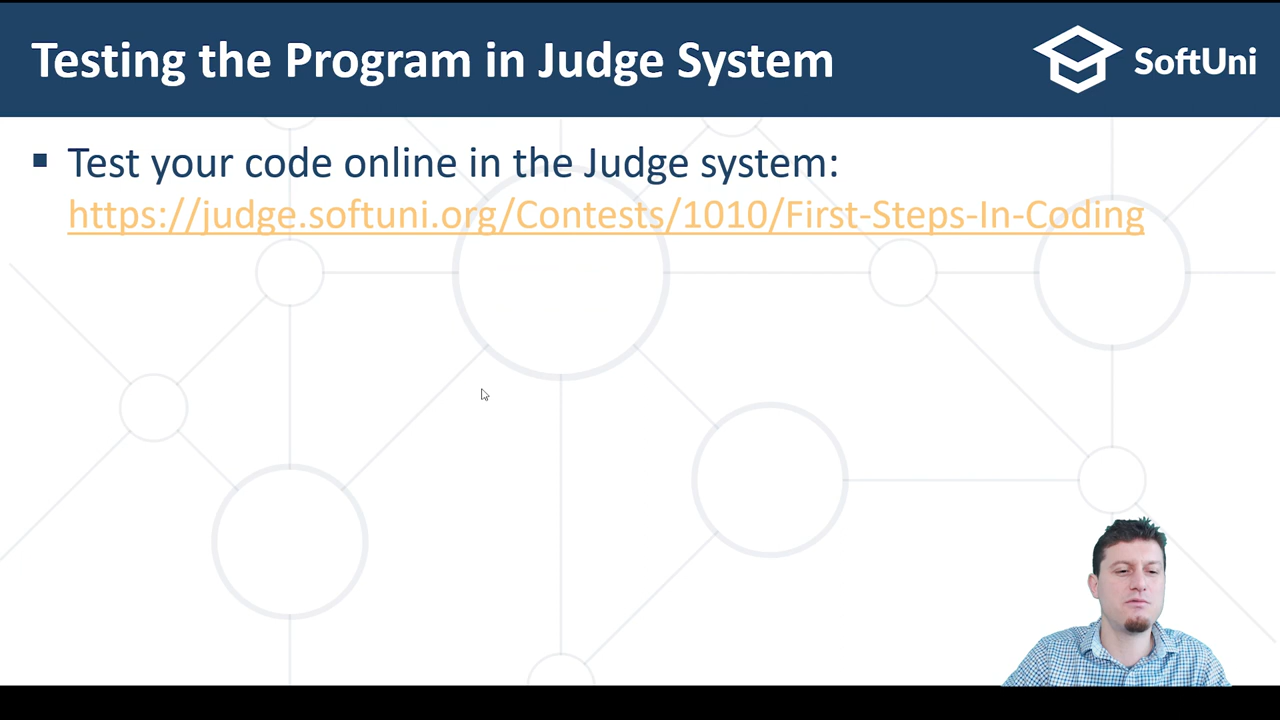 Testing the Program in Judge System
SoftUni
Test your code online in the Judge system:
https://judge.softuni.org/Contests/1010/First-Steps-In-Coding